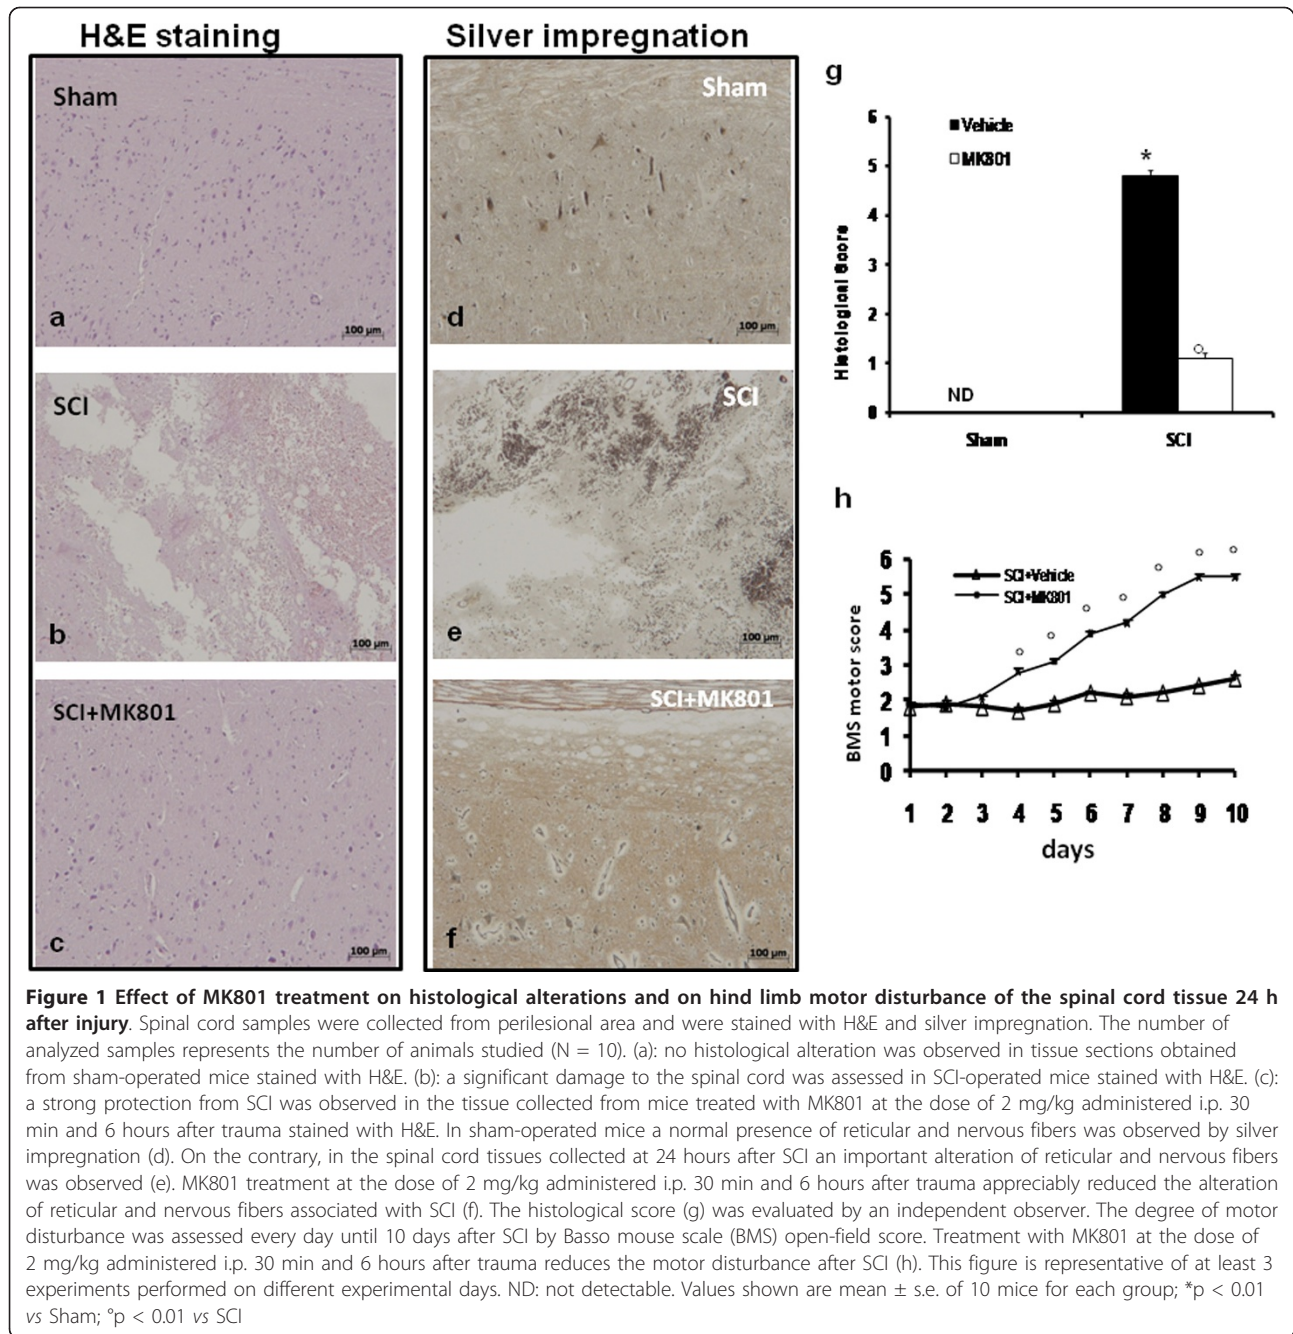 H&E staining
Silver impregnation
Sham
a
100 µm
SCI
b
100 µm
SCI+MK801
c
100 µm
Sham
d
100 µm
SCI
e
100 µm
SCI+MK801
f
100 µm
g
6
5
4
3
2
1
0
Histological Score
Vehicle
MK801
*
°
ND
Sham
SCI
h
6
5
4
3
2
1
0
BMS motor score
SCI+Vehicle
SCI+MK801
° ° ° ° ° ° °
1 2 3 4 5 6 7 8 9 10
days
Figure 1 Effect of MK801 treatment on histological alterations and on hind limb motor disturbance of the spinal cord tissue 24 h
after injury. Spinal cord samples were collected from perilesional area and were stained with H&E and silver impregnation. The number of
analyzed samples represents the number of animals studied (N = 10). (a): no histological alteration was observed in tissue sections obtained
from sham-operated mice stained with H&E. (b): a significant damage to the spinal cord was assessed in SCI-operated mice stained with H&E. (c):
a strong protection from SCI was observed in the tissue collected from mice treated with MK801 at the dose of 2 mg/kg administered i.p. 30
min and 6 hours after trauma stained with H&E. In sham-operated mice a normal presence of reticular and nervous fibers was observed by silver
impregnation (d). On the contrary, in the spinal cord tissues collected at 24 hours after SCI an important alteration of reticular and nervous fibers
was observed (e). MK801 treatment at the dose of 2 mg/kg administered i.p. 30 min and 6 hours after trauma appreciably reduced the alteration
of reticular and nervous fibers associated with SCI (f). The histological score (g) was evaluated by an independent observer. The degree of motor
disturbance was assessed every day until 10 days after SCI by Basso mouse scale (BMS) open-field score. Treatment with MK801 at the dose of
2 mg/kg administered i.p. 30 min and 6 hours after trauma reduces the motor disturbance after SCI (h). This figure is representative of at least 3
experiments performed on different experimental days. ND: not detectable. Values shown are mean ± s.e. of 10 mice for each group; *p < 0.01
vs Sham; °p < 0.01 vs SCI